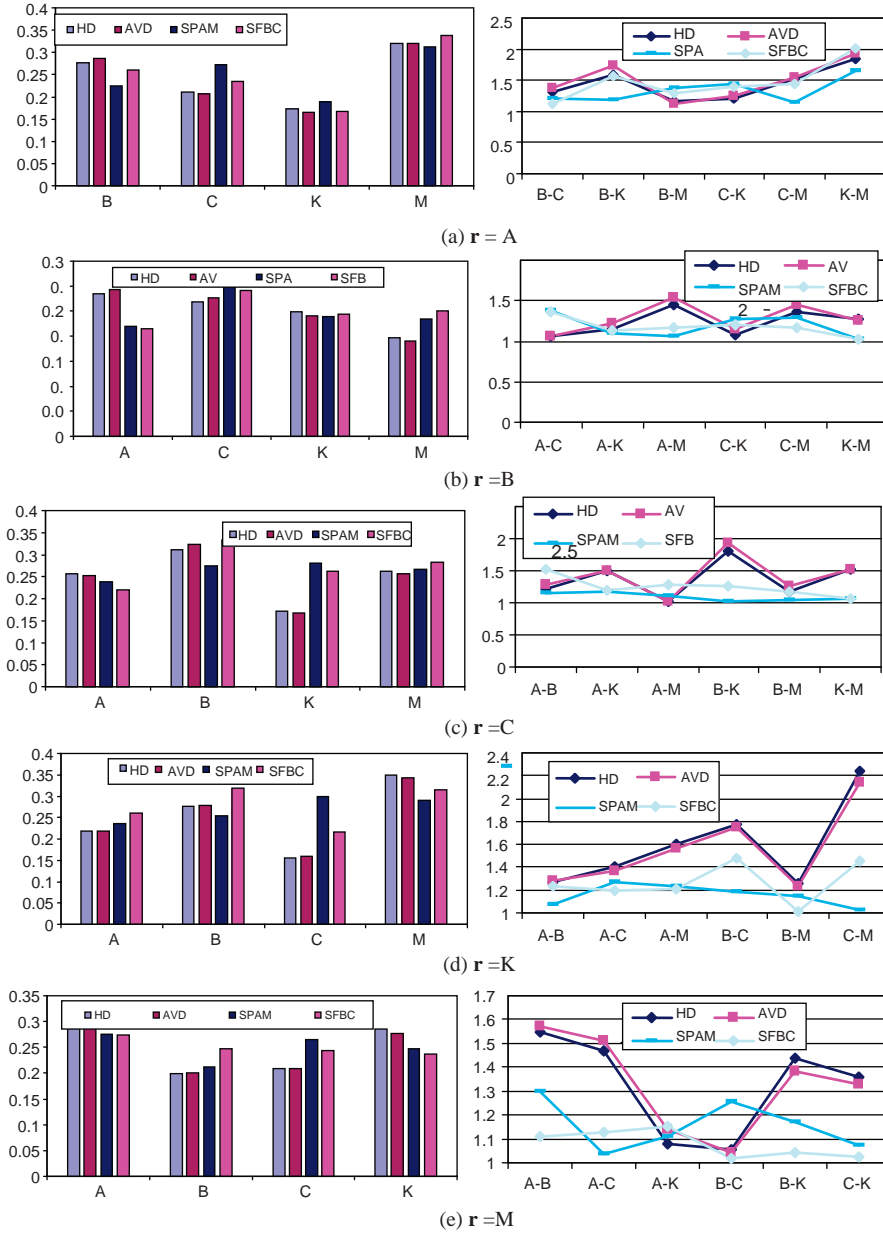 0.4
0.35
0.3
0.25
0.2
0.15
0.1
0.05
0
HD AVD SPAM SFBC
B C K M
2.5
2
1.5
1
0.5
0
HD AVD
SPA SFBC
B-C B-K B-M C-K C-M K-M
(a) r = A
0.3
0.
0.2
0.
0.1
0.
0.0
0
HD AV SPA SFB
A C K M
2
1.5
1
0.5
0
HD AV
SPAM SFBC
A-C A-K A-M C-K C-M K-M
(b) r =B
0.4
0.35
0.3
0.25
0.2
0.15
0.1
0.05
0
HD AVD SPAM SFBC
A B K M
2.5
2
1.5
1
0.5
0
HD AV
SPAM SFB
A-B A-K A-M B-K B-M K-M
(c) r =C
0.4
0.35
0.3
0.25
0.2
0.15
0.1
0.05
0
HD AVD SPAM SFBC
A B C M
2.4
2.2
2
1.8
1.6
1.4
1.2
1
HD AVD
SPAM SFBC
A-B A-C A-M B-C B-M C-M
(d) r =K
0.35
0.3
0.25
0.2
0.15
0.1
0.05
0
HD AVD SPAM SFBC
A B C K
1.7
1.6
1.5
1.4
1.3
1.2
1.1
1
HD AVD
SPAM SFBC
A-B A-C A-K B-C B-K C-K
(e) r =M